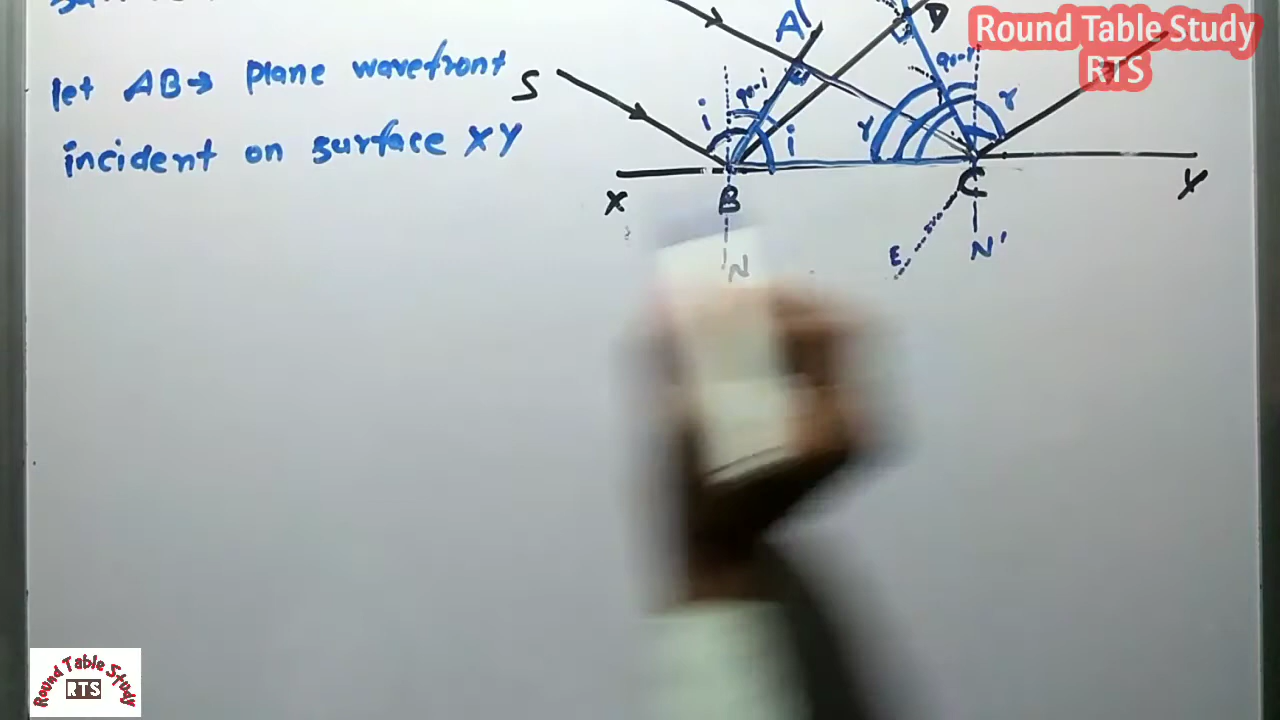 let AB→ plane wavefront
incident on surface XY
S
A'
D
i
90-i
i
r
90-r
r
X
B
C
Y
N
E
N'
Round Table Study
RTS
Round Table Study
RTS